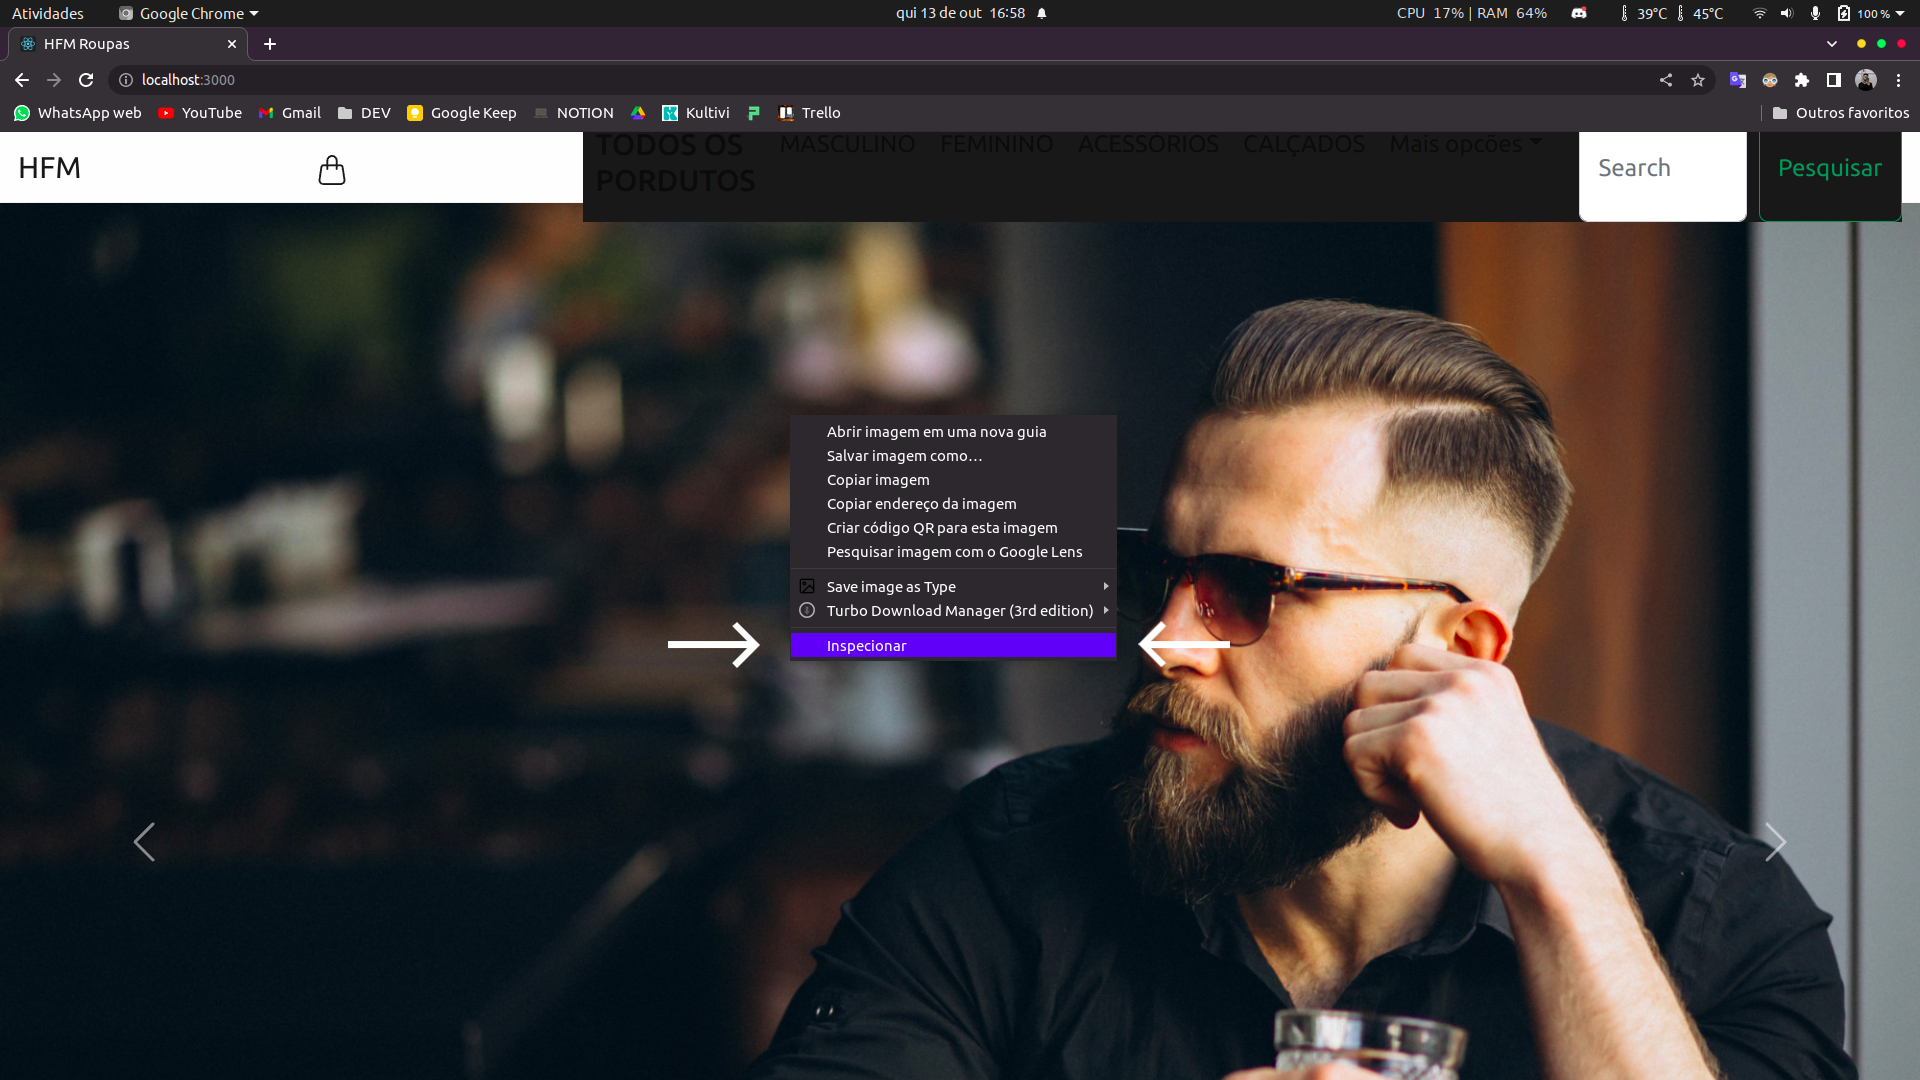 Atividades Google Chrome qui 13 de out 16:58 CPU 17% | RAM 64% 39°C 45°C 100 %
HFM Roupas
localhost:3000
WhatsApp web YouTube Gmail DEV Google Keep NOTION Kultivi Trello Outros favoritos
HFM
TODOS OS
PORDUTOS
MASCULINO FEMININO ACESSÓRIOS CALÇADOS Mais opcões
Search
Pesquisar
Abrir imagem em uma nova guia
Salvar imagem como…
Copiar imagem
Copiar endereço da imagem
Criar código QR para esta imagem
Pesquisar imagem com o Google Lens
Save image as Type
Turbo Download Manager (3rd edition)
Inspecionar